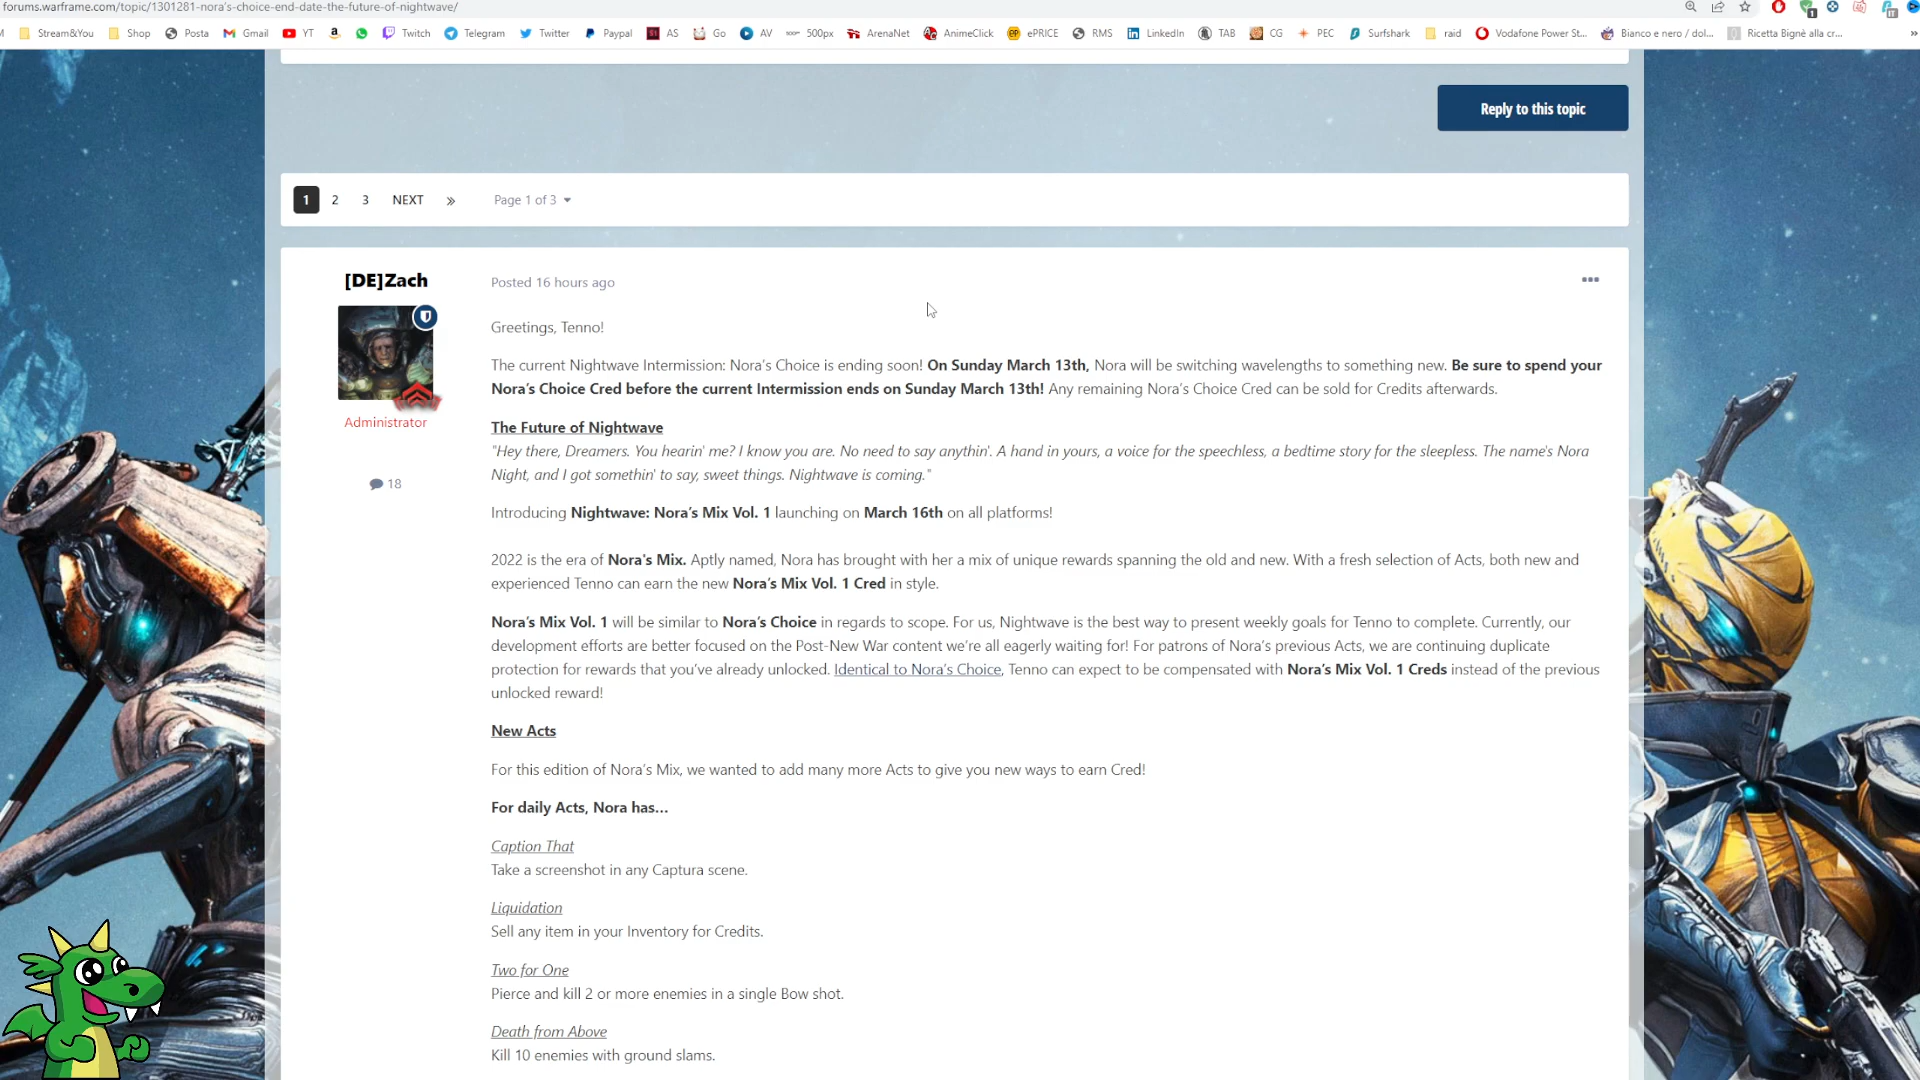 forums.warframe.com/topic/1301281-nora's-choice-end-date-the-future-of-nightwave/
Stream&You Shop Posta Gmail YT Twitch Telegram Twitter Paypal AS Go AV 500px ArenaNet AnimeClick ePRICE RMS LinkedIn TAB CG PEC Surfshark raid Vodafone Power St... Bianco e nero / dol... Ricetta Bignè alla cr... »
Reply to this topic
1 2 3 NEXT » Page 1 of 3
[DE]Zach
Administrator
18
Posted 16 hours ago
Greetings, Tenno!
The current Nightwave Intermission: Nora's Choice is ending soon! On Sunday March 13th, Nora will be switching wavelengths to something new. Be sure to spend your
Nora's Choice Cred before the current Intermission ends on Sunday March 13th! Any remaining Nora's Choice Cred can be sold for Credits afterwards.
The Future of Nightwave
"Hey there, Dreamers. You hearin' me? I know you are. No need to say anythin'. A hand in yours, a voice for the speechless, a bedtime story for the sleepless. The name's Nora
Night, and I got somethin' to say, sweet things. Nightwave is coming."
Introducing Nightwave: Nora's Mix Vol. 1 launching on March 16th on all platforms!
2022 is the era of Nora's Mix. Aptly named, Nora has brought with her a mix of unique rewards spanning the old and new. With a fresh selection of Acts, both new and
experienced Tenno can earn the new Nora's Mix Vol. 1 Cred in style.
Nora's Mix Vol. 1 will be similar to Nora's Choice in regards to scope. For us, Nightwave is the best way to present weekly goals for Tenno to complete. Currently, our
development efforts are better focused on the Post-New War content we're all eagerly waiting for! For patrons of Nora's previous Acts, we are continuing duplicate
protection for rewards that you've already unlocked. Identical to Nora's Choice, Tenno can expect to be compensated with Nora's Mix Vol. 1 Creds instead of the previous
unlocked reward!
New Acts
For this edition of Nora's Mix, we wanted to add many more Acts to give you new ways to earn Cred!
For daily Acts, Nora has...
Caption That
Take a screenshot in any Captura scene.
Liquidation
Sell any item in your Inventory for Credits.
Two for One
Pierce and kill 2 or more enemies in a single Bow shot.
Death from Above
Kill 10 enemies with ground slams.